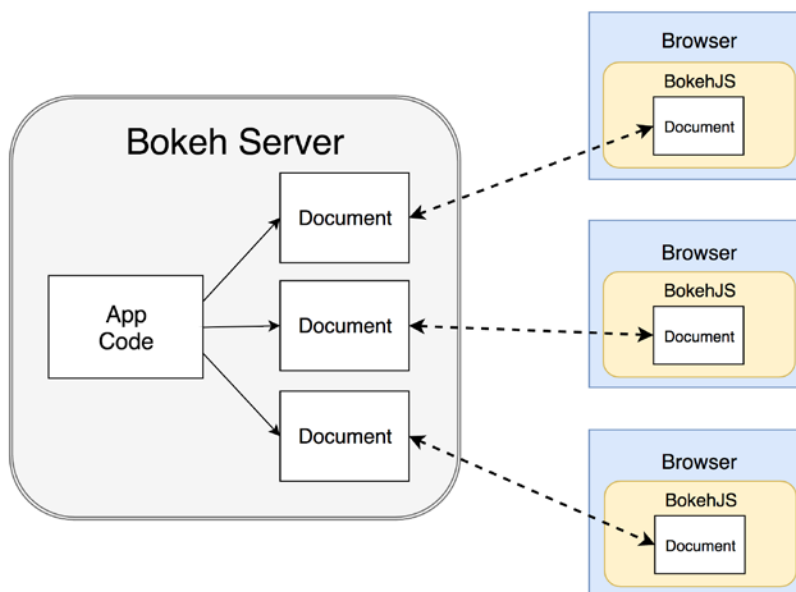 Bokeh Server
App
Code
Document
Document
Document
Browser
BokehJS
Document
Browser
BokehJS
Document
Browser
BokehJS
Document